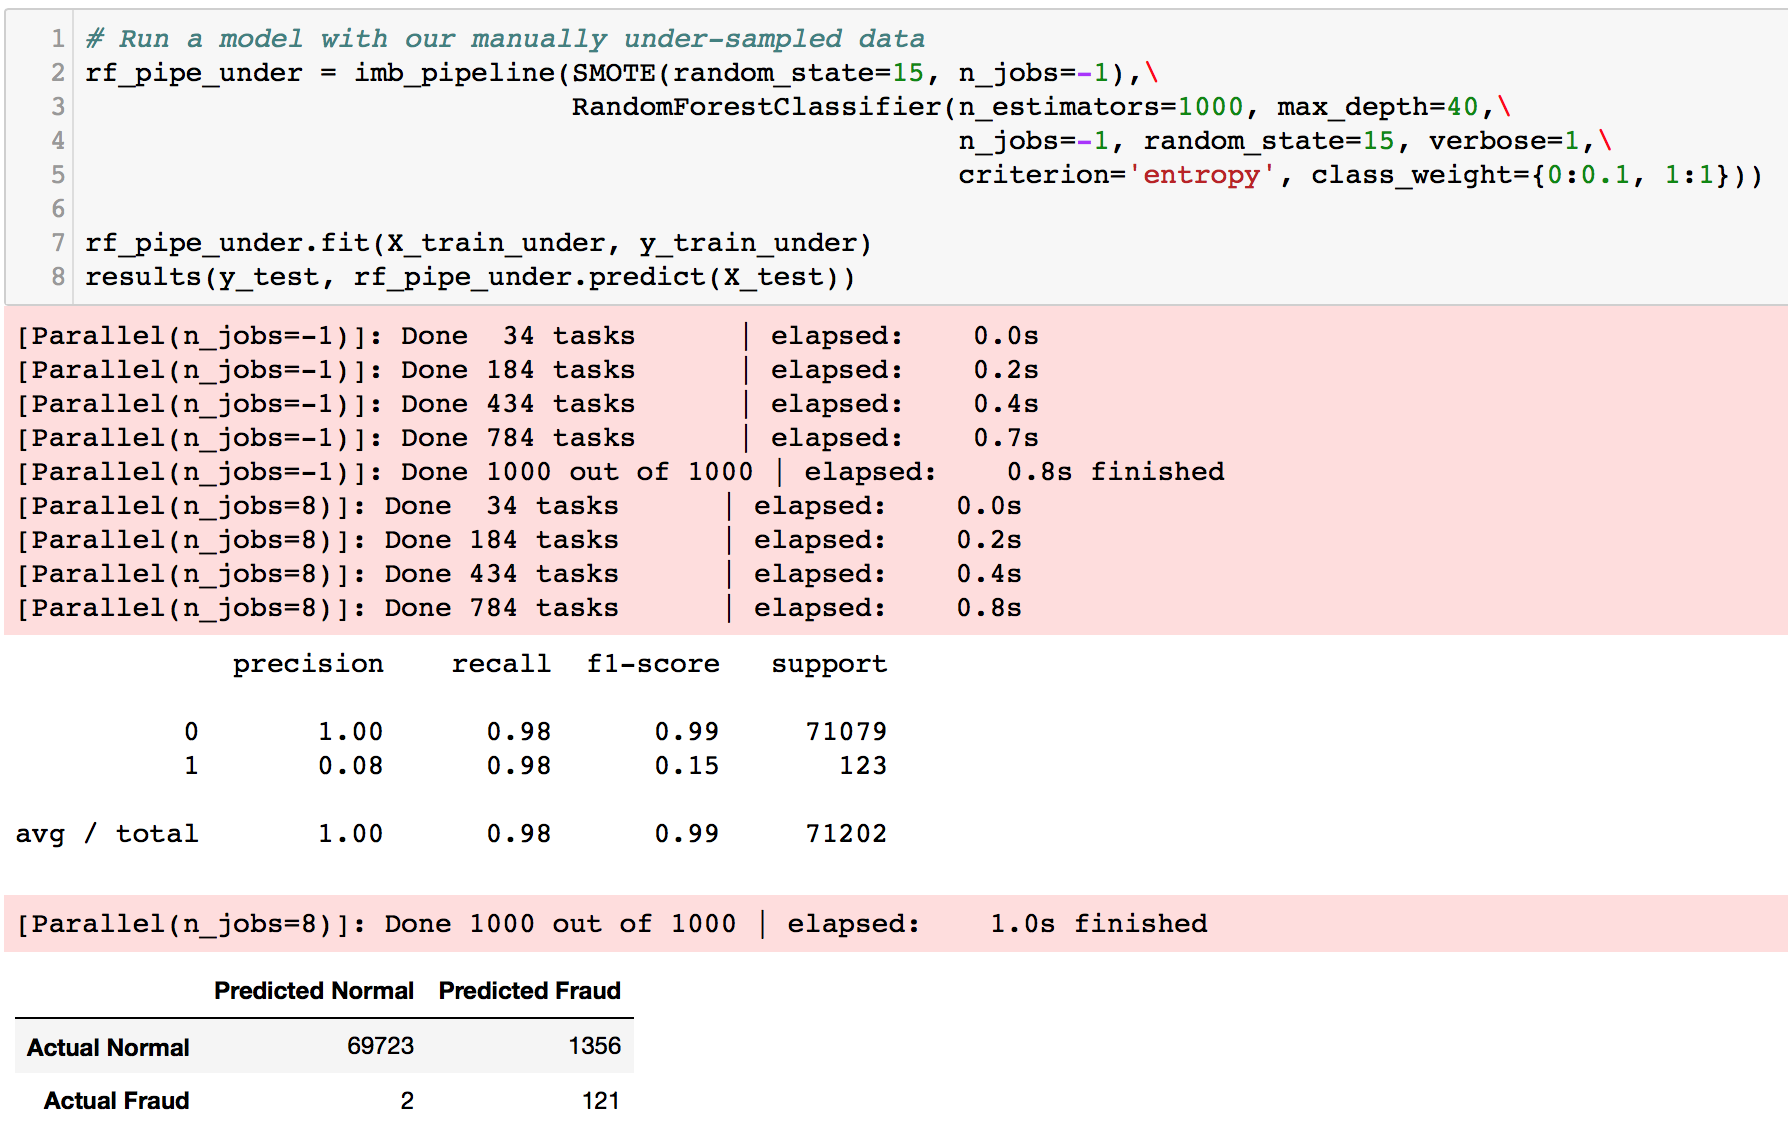 1 # Run a model with our manually under-sampled data
2 rf_pipe_under = imb_pipeline(SMOTE(random_state=15, n_jobs=-1),\
3 RandomForestClassifier(n_estimators=1000, max_depth=40,\
4 n_jobs=-1, random_state=15, verbose=1,\
5 criterion='entropy', class_weight={0:0.1, 1:1}))
6
7 rf_pipe_under.fit(X_train_under, y_train_under)
8 results(y_test, rf_pipe_under.predict(X_test))
[Parallel(n_jobs=-1)]: Done 34 tasks | elapsed: 0.0s
[Parallel(n_jobs=-1)]: Done 184 tasks | elapsed: 0.2s
[Parallel(n_jobs=-1)]: Done 434 tasks | elapsed: 0.4s
[Parallel(n_jobs=-1)]: Done 784 tasks | elapsed: 0.7s
[Parallel(n_jobs=-1)]: Done 1000 out of 1000 | elapsed: 0.8s finished
[Parallel(n_jobs=8)]: Done 34 tasks | elapsed: 0.0s
[Parallel(n_jobs=8)]: Done 184 tasks | elapsed: 0.2s
[Parallel(n_jobs=8)]: Done 434 tasks | elapsed: 0.4s
[Parallel(n_jobs=8)]: Done 784 tasks | elapsed: 0.8s
precision recall f1-score support
0 1.00 0.98 0.99 71079
1 0.08 0.98 0.15 123
avg / total 1.00 0.98 0.99 71202
[Parallel(n_jobs=8)]: Done 1000 out of 1000 | elapsed: 1.0s finished
Predicted Normal Predicted Fraud
Actual Normal 69723 1356
Actual Fraud 2 121